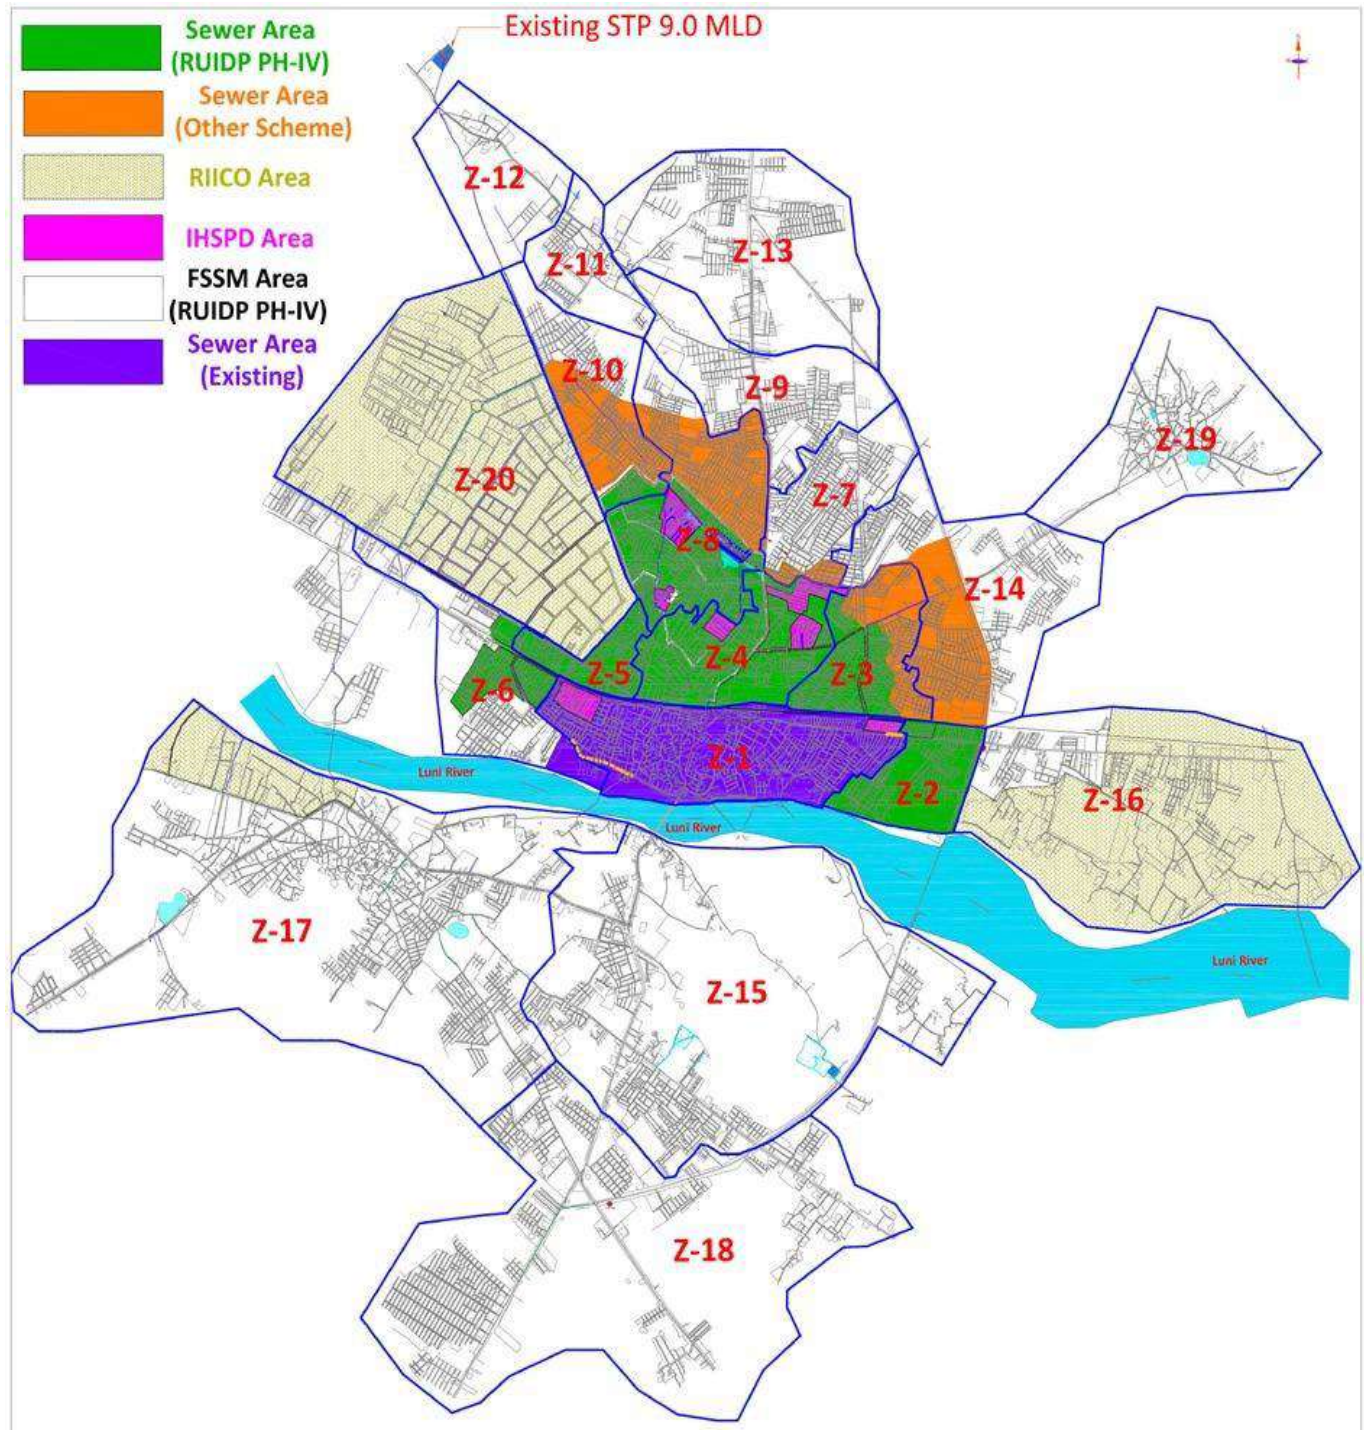 Existing STP 9.0 MLD
Sewer Area
(RUIDP PH-IV)
Sewer Area
(Other Scheme)
RIICO Area
IHSPD Area
FSSM Area
(RUIDP PH-IV)
Sewer Area
(Existing)
Z-12
Z-11
Z-13
Z-10
Z-9
Z-19
Z-20
Z-7
Z-8
Z-14
Z-5
Z-4
Z-3
Z-6
Z-1
Z-2
Z-16
Luni River
Luni River
Luni River
Z-17
Z-15
Z-18